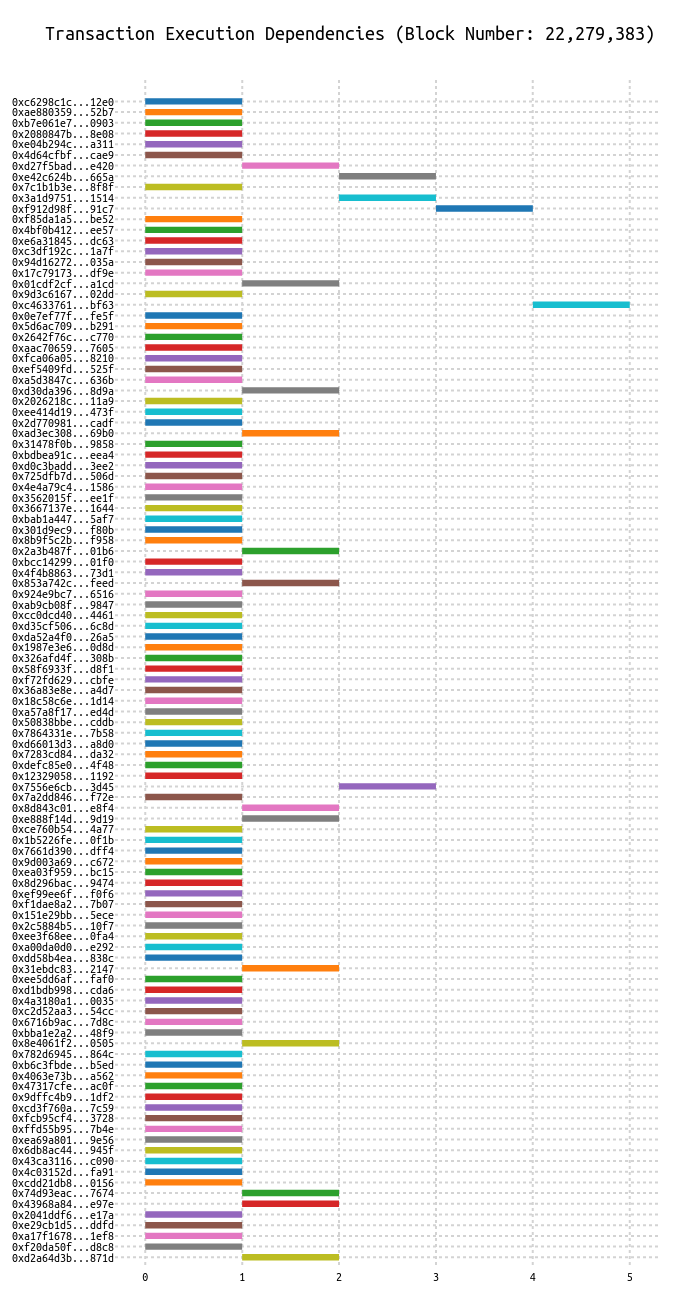 Transaction Execution Dependencies (Block Number: 22,279,383)
0xc6298c1c...12e0
0xae880359...52b7
0xb7e061e7...0903
0x2080847b...8e08
0xe04b294c...a311
0x4d64cfbf...cae9
0xd27f5bad...e420
0xe42c624b...665a
0x7c1b1b3e...8f8f
0x3a1d9751...1514
0xf912d98f...91c7
0xf85da1a5...be52
0x4bf0b412...ee57
0xe6a31845...dc63
0xc3df192c...1a7f
0x94d16272...035a
0x17c79173...df9e
0x01cdf2cf...a1cd
0x9d3c6167...02dd
0xc4633761...bf63
0x0e7ef77f...fe5f
0x5d6ac709...b291
0x2642f76c...c770
0xaac70659...7605
0xfca06a05...8210
0xef5409fd...525f
0xa5d3847c...636b
0xd30da396...8d9a
0x2026218c...11a9
0xee414d19...473f
0x2d770981...cadf
0xad3ec308...69b0
0x31478f0b...9858
0xbdbea91c...eea4
0xd0c3badd...3ee2
0x725dfb7d...506d
0x4e4a79c4...1586
0x3562015f...ee1f
0x3667137e...1644
0xbab1a447...5af7
0x301d9ec9...f80b
0x8b9f5c2b...f958
0x2a3b487f...01b6
0xbcc14299...01f0
0x4f4b8863...73d1
0x853a742c...feed
0x924e9bc7...6516
0xab9cb08f...9847
0xcc0dcd40...4461
0xd35cf506...6c8d
0xda52a4f0...26a5
0x1987e3e6...0d8d
0x326afd4f...308b
0x58f6933f...d8f1
0xf72fd629...cbfe
0x36a83e8e...a4d7
0x18c58c6e...1d14
0xa57a8f17...ed4d
0x50838bbe...cddb
0x7864331e...7b58
0xd66013d3...a8d0
0x7283cd84...da32
0xdefc85e0...4f48
0x12329058...1192
0x7556e6cb...3d45
0x7a2dd846...f72e
0x8d843c01...e8f4
0xe888f14d...9d19
0xce760b54...4a77
0x1b5226fe...0f1b
0x7661d390...dff4
0x9d003a69...c672
0xea03f959...bc15
0x8d296bac...9474
0xef99ee6f...f0f6
0xf1dae8a2...7b07
0x151e29bb...5ece
0x2c5884b5...10f7
0xee3f68ee...0fa4
0xa00da0d0...e292
0xdd58b4ea...838c
0x31ebdc83...2147
0xee5dd6af...faf0
0xd1bdb998...cda6
0x4a3180a1...0035
0xc2d52aa3...54cc
0x6716b9ac...7d8c
0xbba1e2a2...48f9
0x8e4061f2...0505
0x782d6945...864c
0xb6c3fbde...b5ed
0x4063e73b...a562
0x47317cfe...ac0f
0x9dffc4b9...1df2
0xcd3f760a...7c59
0xfcb95cf4...3728
0xffd55b95...7b4e
0xea69a801...9e56
0x6db8ac44...945f
0x43ca3116...c090
0x4c03152d...fa91
0xcdd21db8...0156
0x74d93eac...7674
0x43968a84...e97e
0x2041ddf6...e17a
0xe29cb1d5...ddfd
0xa17f1678...1ef8
0xf20da50f...d8c8
0xd2a64d3b...871d
0 1 2 3 4 5